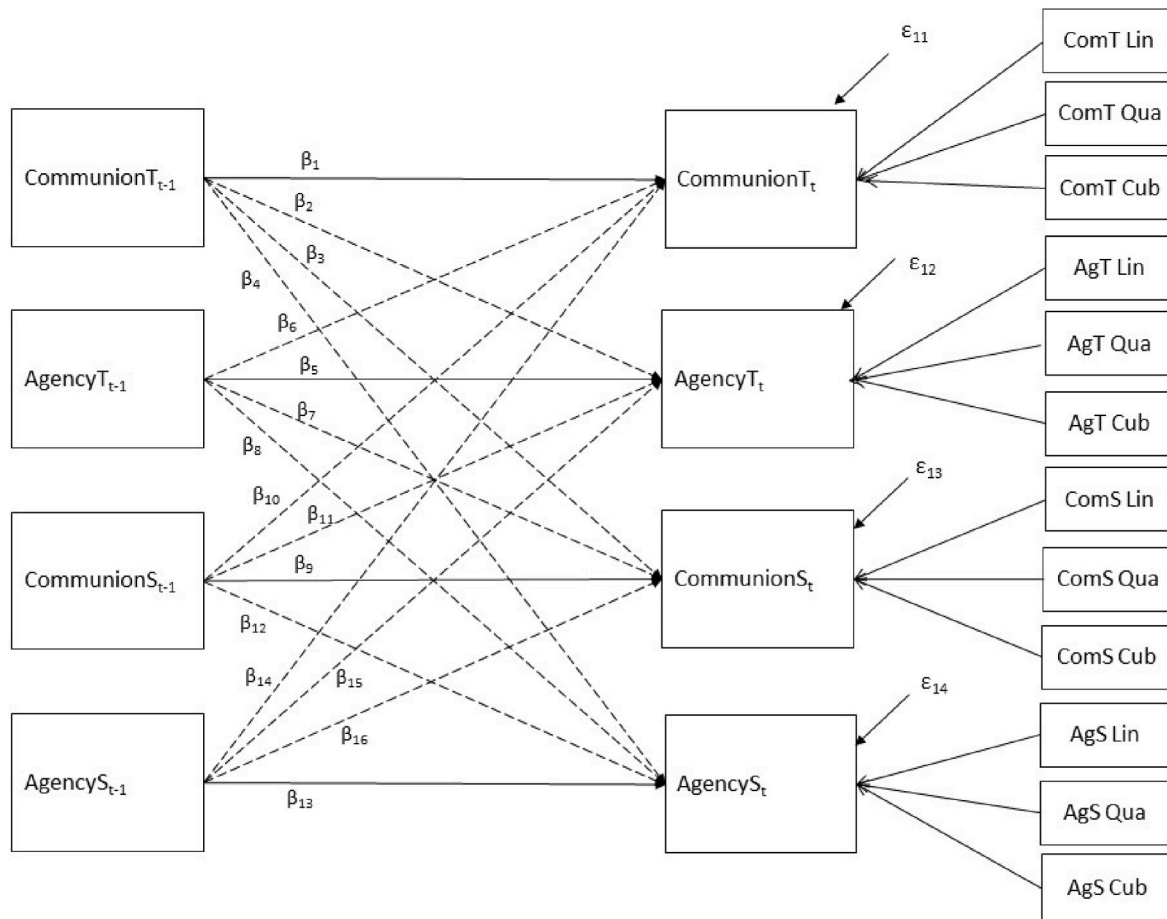 ε₁₁
ComT Lin
ComT Qua
ComT Cub
CommunionTₜ₋₁
β₁
β₂
β₃
β₄
CommunionTₜ
ε₁₂
AgT Lin
AgT Qua
AgT Cub
AgencyTₜ₋₁
β₆
β₅
β₇
β₈
AgencyTₜ
ε₁₃
ComS Lin
ComS Qua
ComS Cub
CommunionSₜ₋₁
β₁₀
β₁₁
β₉
β₁₂
CommunionSₜ
ε₁₄
AgS Lin
AgS Qua
AgS Cub
AgencySₜ₋₁
β₁₄
β₁₅
β₁₆
β₁₃
AgencySₜ